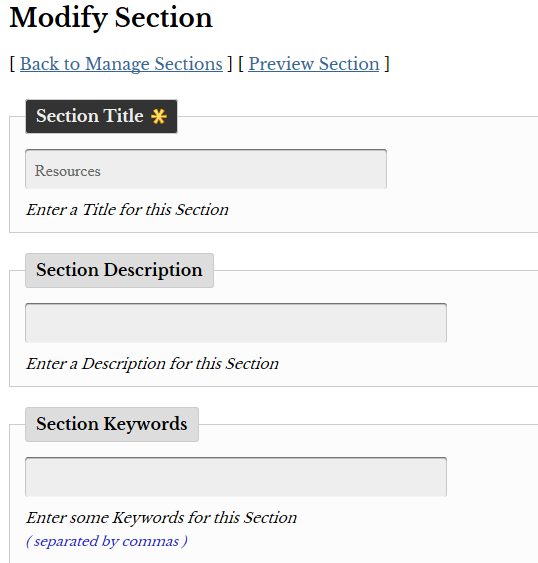 Modify Section
[ Back to Manage Sections ] [ Preview Section ]
Section Title *
Resources
Enter a Title for this Section
Section Description
Enter a Description for this Section
Section Keywords
Enter some Keywords for this Section
( separated by commas )